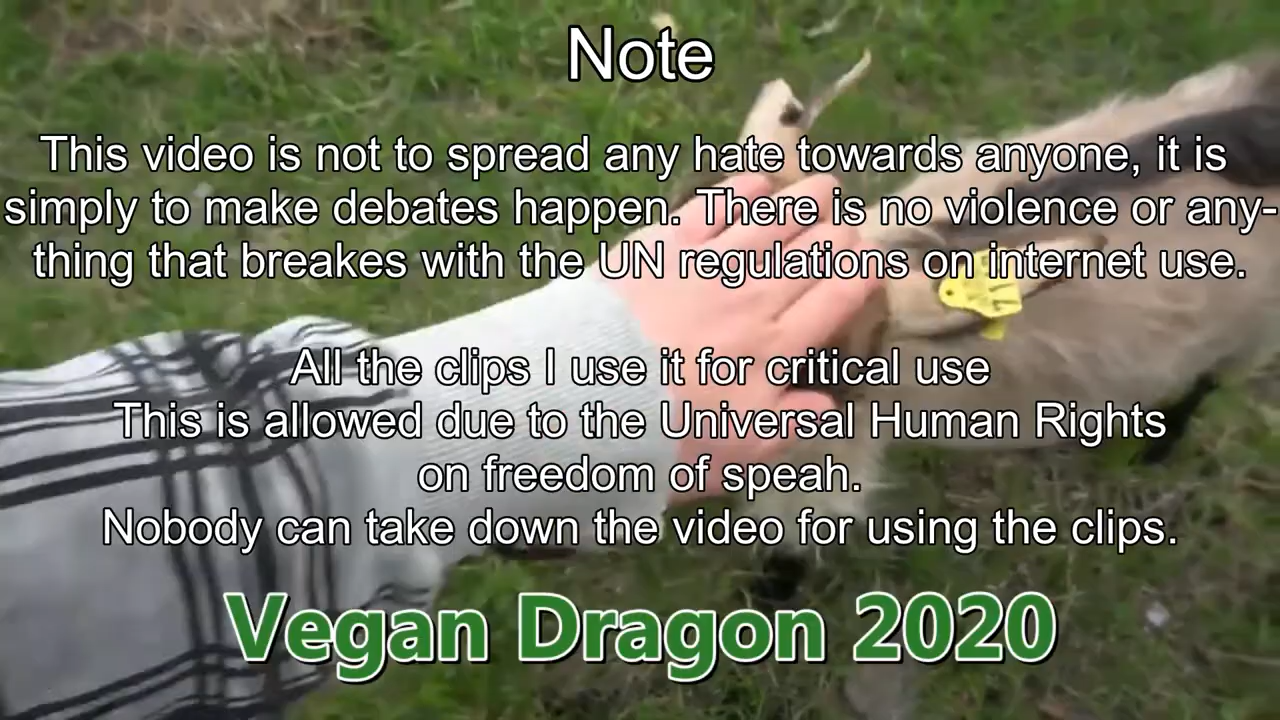 Note
This video is not to spread any hate towards anyone, it is
simply to make debates happen. There is no violence or any-
thing that breakes with the UN regulations on internet use.
All the clips I use it for critical use
This is allowed due to the Universal Human Rights
on freedom of speah.
Nobody can take down the video for using the clips.
Vegan Dragon 2020